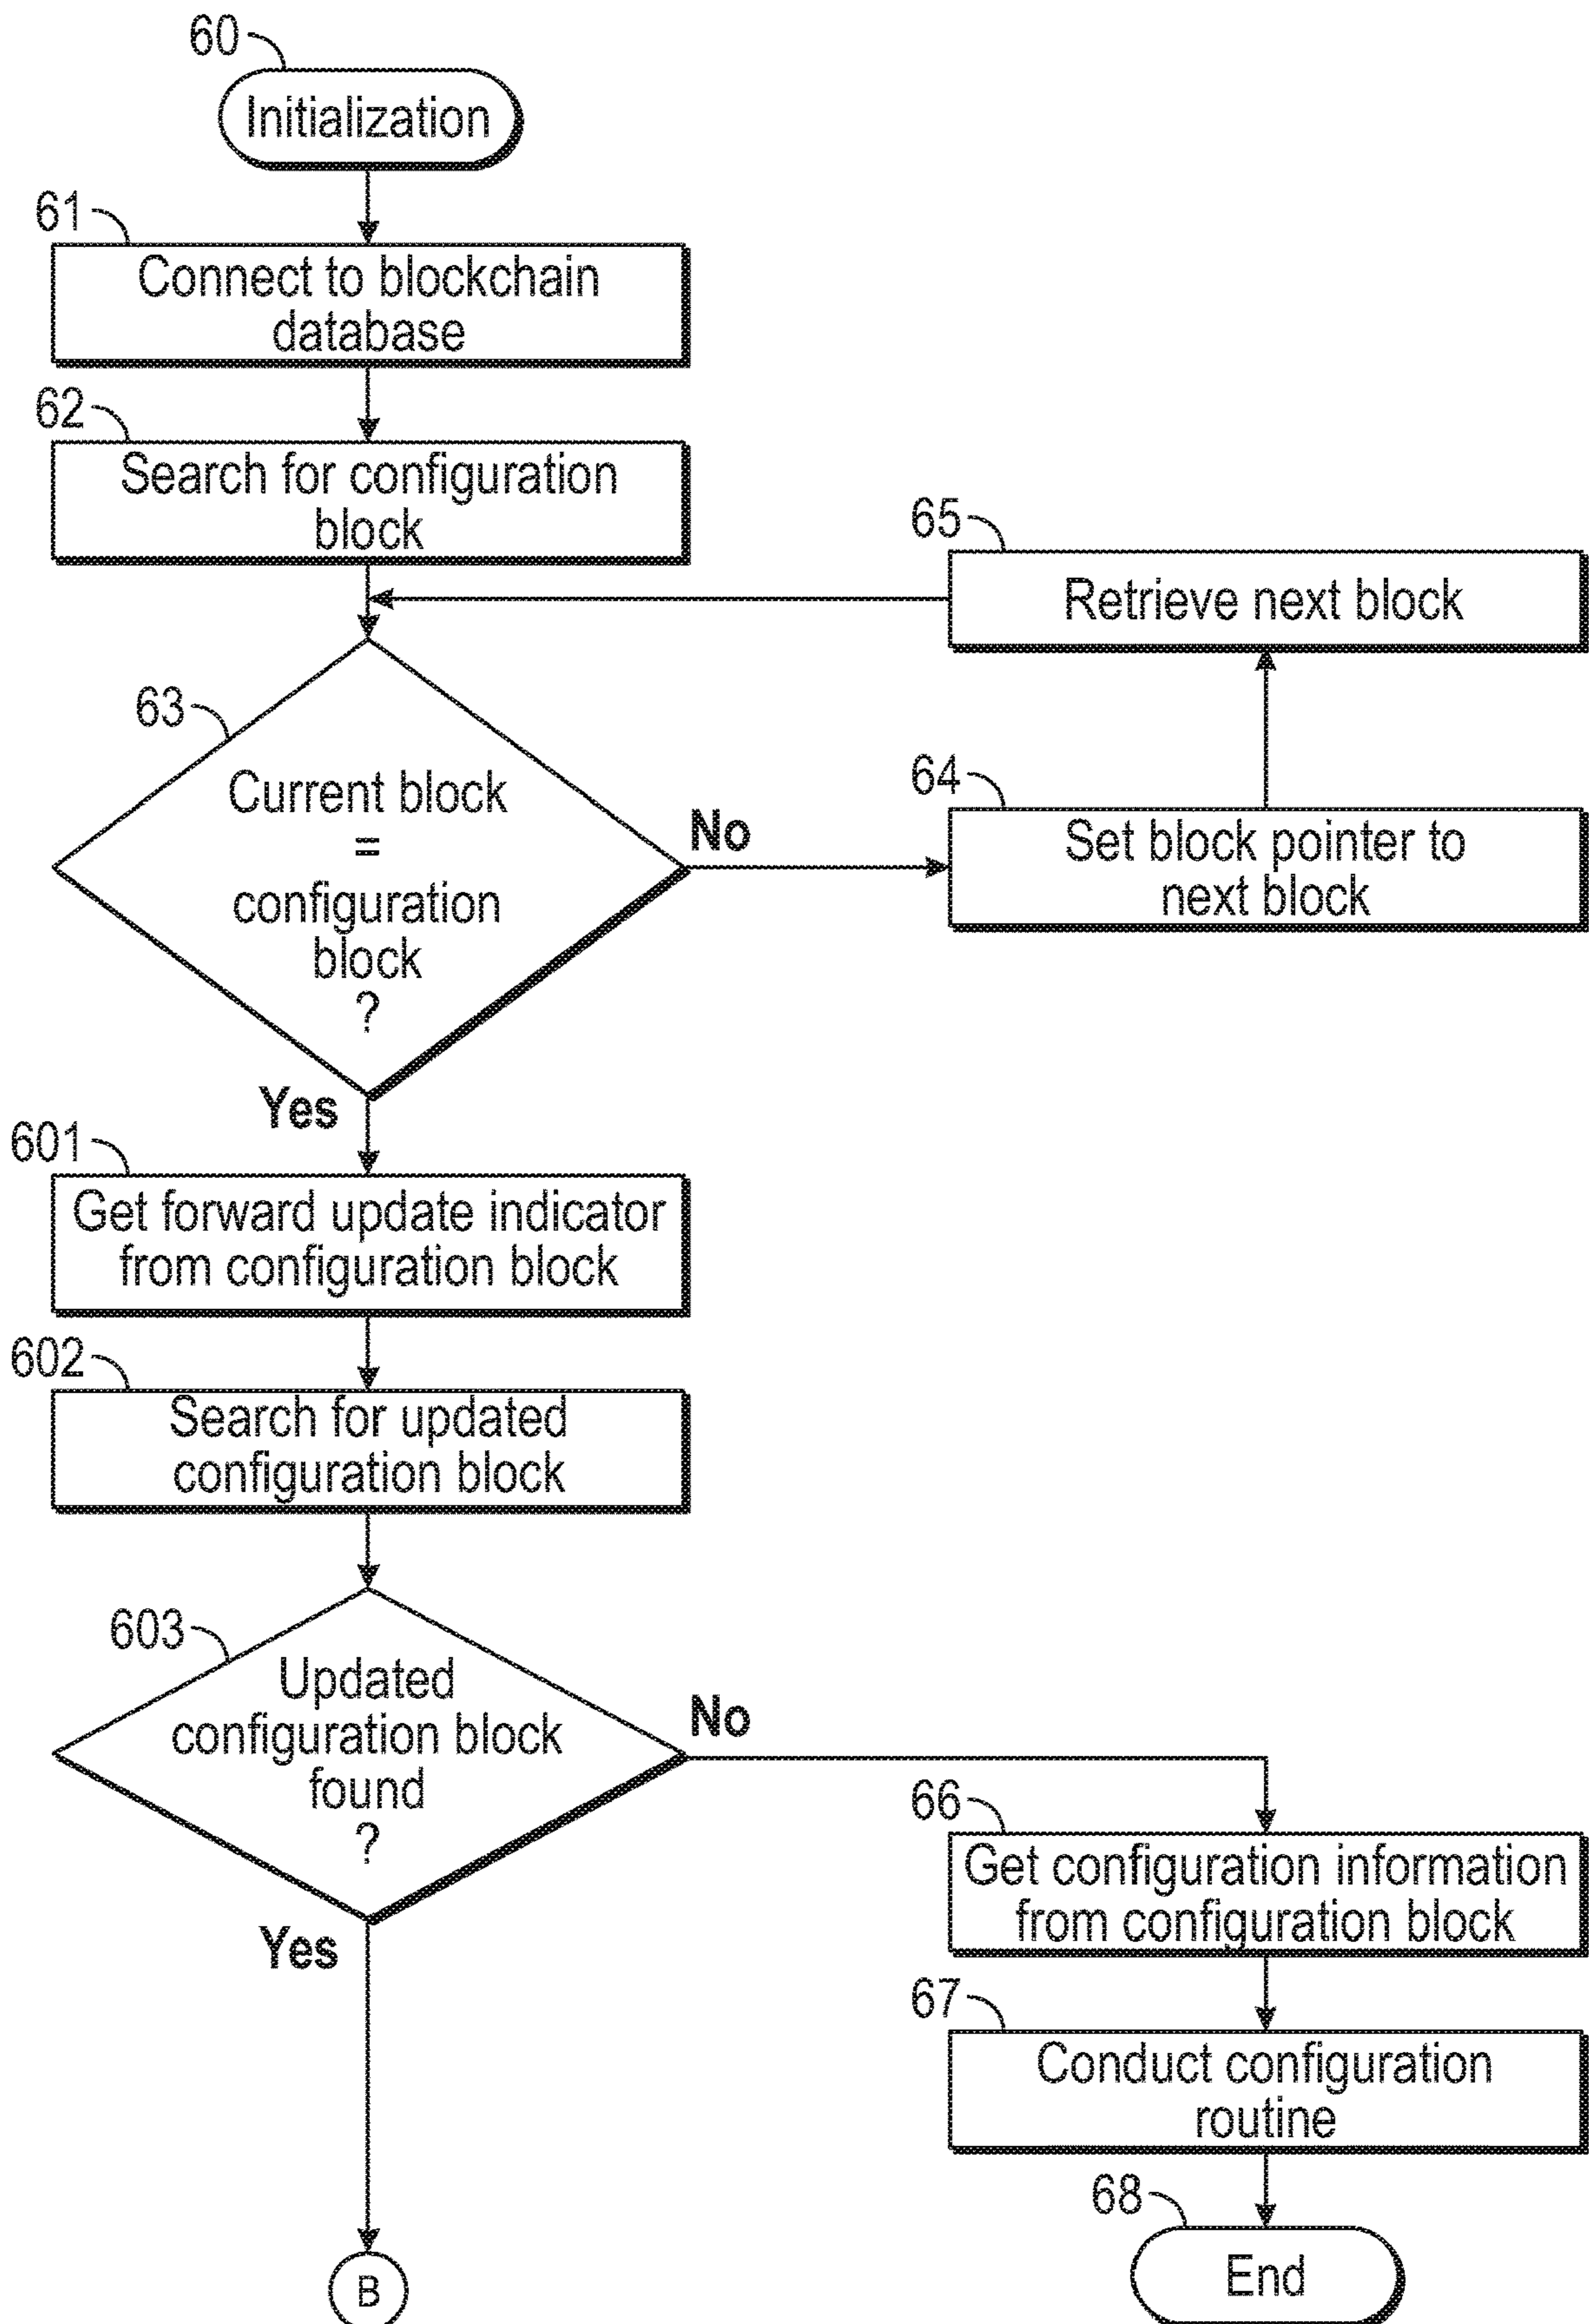 60
Initialization
61
Connect to blockchain
database
62
Search for configuration
block
65
Retrieve next block
63
Current block
=
configuration
block
?
No
64
Set block pointer to
next block
Yes
601
Get forward update indicator
from configuration block
602
Search for updated
configuration block
603
Updated
configuration block
found
?
No
66
Get configuration information
from configuration block
Yes
67
Conduct configuration
routine
68
End
B